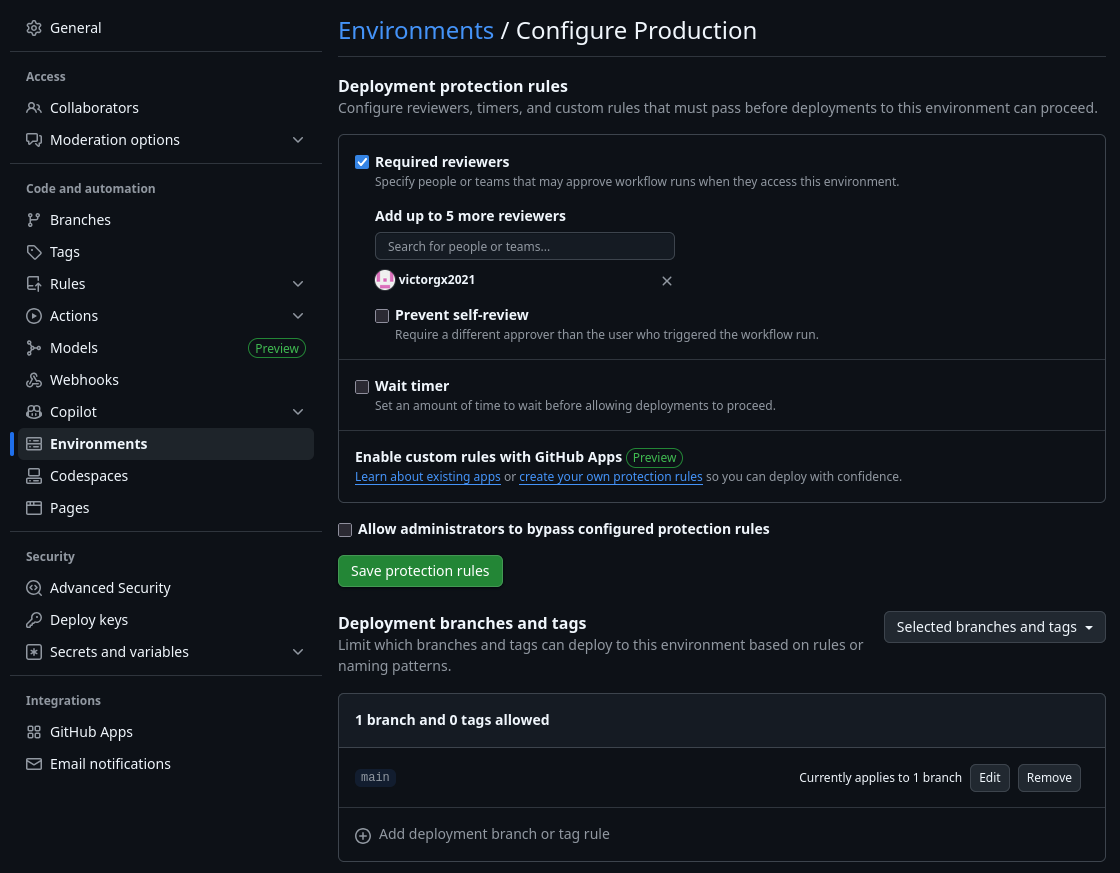 General
Access
Collaborators
Moderation options
Code and automation
Branches
Tags
Rules
Actions
Models Preview
Webhooks
Copilot
Environments
Codespaces
Pages
Security
Advanced Security
Deploy keys
Secrets and variables
Integrations
GitHub Apps
Email notifications
Environments / Configure Production
Deployment protection rules
Configure reviewers, timers, and custom rules that must pass before deployments to this environment can proceed.
Required reviewers
Specify people or teams that may approve workflow runs when they access this environment.
Add up to 5 more reviewers
Search for people or teams...
victorgx2021
Prevent self-review
Require a different approver than the user who triggered the workflow run.
Wait timer
Set an amount of time to wait before allowing deployments to proceed.
Enable custom rules with GitHub Apps Preview
Learn about existing apps or create your own protection rules so you can deploy with confidence.
Allow administrators to bypass configured protection rules
Save protection rules
Deployment branches and tags
Limit which branches and tags can deploy to this environment based on rules or
naming patterns.
Selected branches and tags
1 branch and 0 tags allowed
main Currently applies to 1 branch Edit Remove
Add deployment branch or tag rule